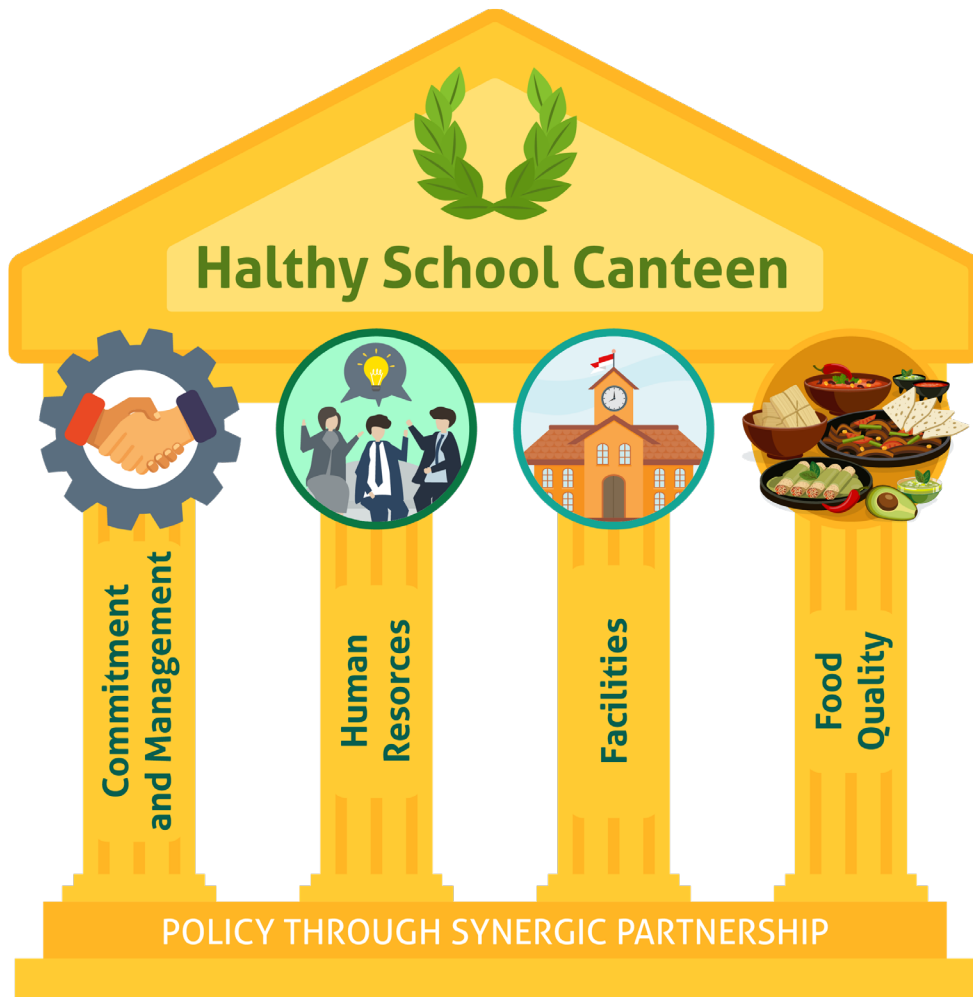 Halthy School Canteen
Commitment
and Management
Human
Resorces
Facilities
Food
Quality
POLICY THROUGH SYNERGIC PARTNERSHIP